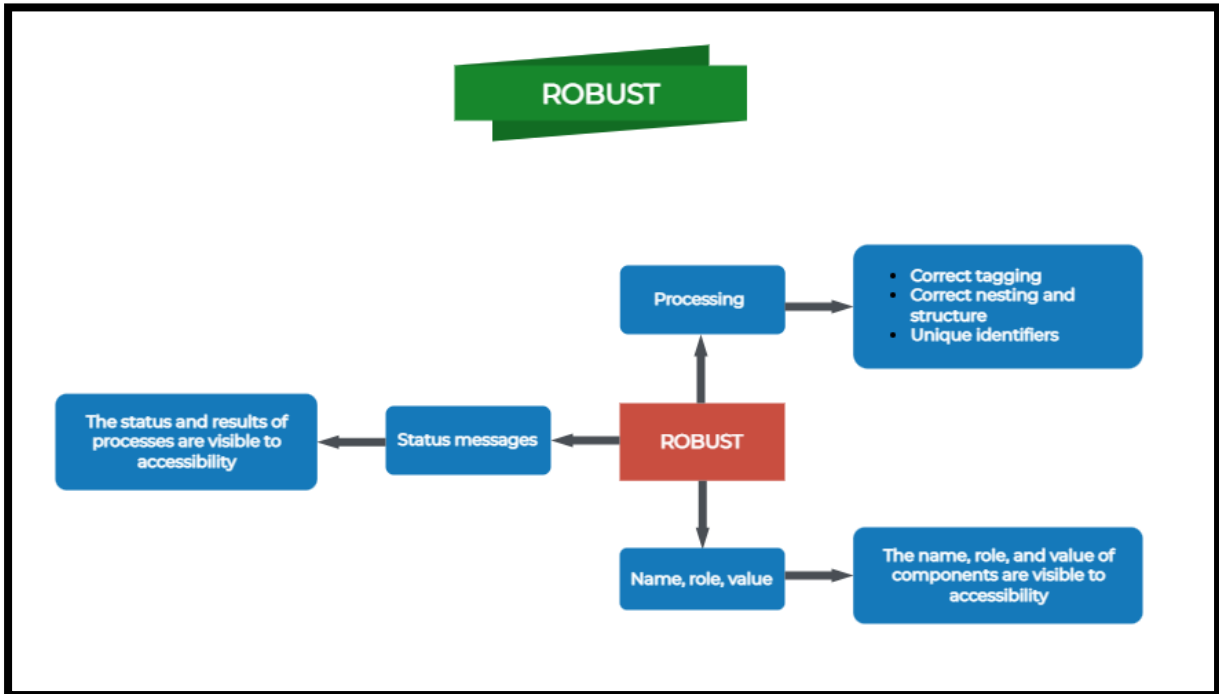 ROBUST
Processing
• Correct tagging
• Correct nesting and
structure
• Unique identifiers
The status and results of
processes are visible to
accessibility
Status messages
ROBUST
Name, role, value
The name, role, and value of
components are visible to
accessibility